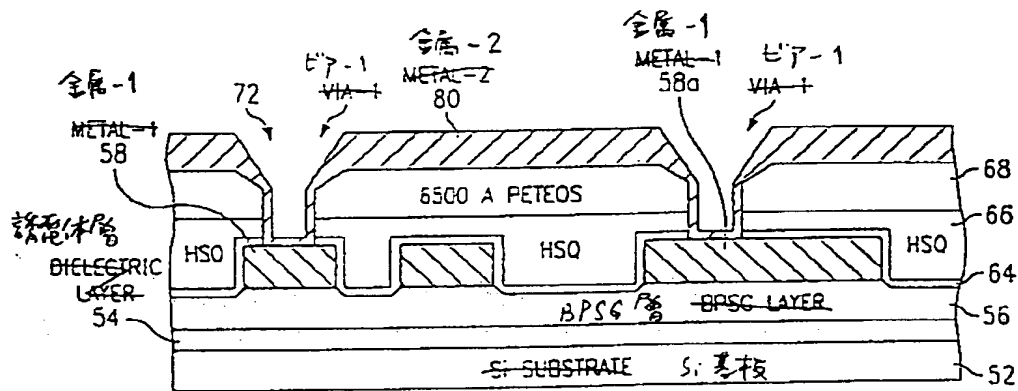 金属-1
METAL-1
58
72
ビア-1
VIA-1
金属-2
METAL-2
80
金属-1
METAL-1
58a
ビア-1
VIA-1
68
6500 A PETEOS
66
誘電体層
DIELECTRIC
LAYER
54
HSQ
HSQ
HSQ
64
BPSG層 BPSG LAYER
56
Si SUBSTRATE Si基板
52